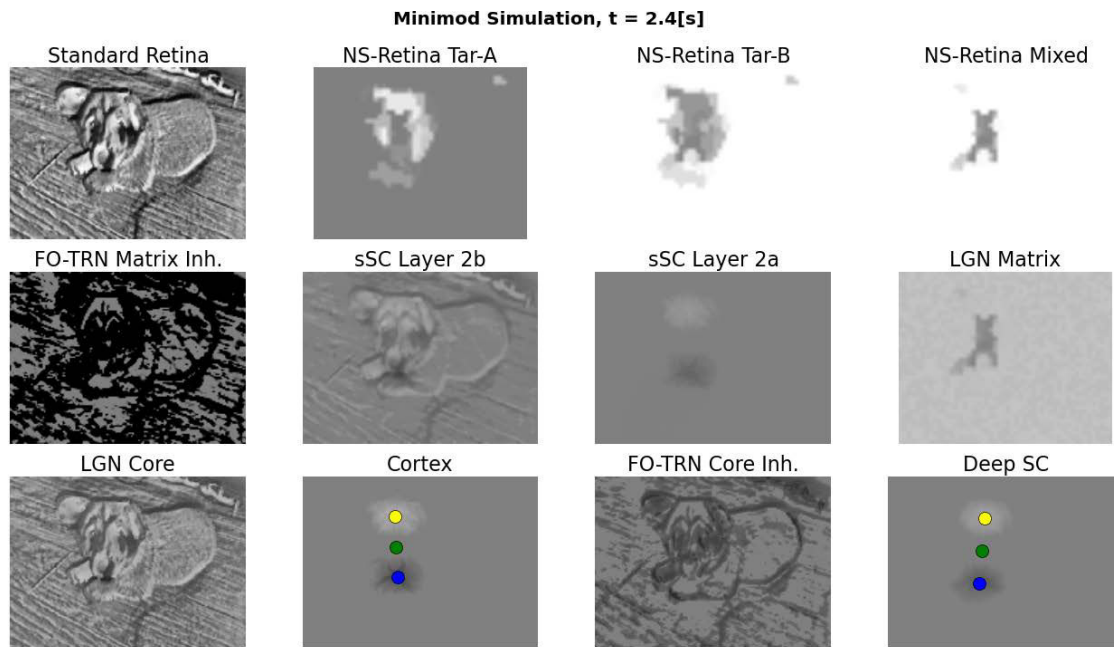 Minimod Simulation, t = 2.4[s]
Standard Retina
NS-Retina Tar-A
NS-Retina Tar-B
NS-Retina Mixed
FO-TRN Matrix Inh.
sSC Layer 2b
sSC Layer 2a
LGN Matrix
LGN Core
Cortex
FO-TRN Core Inh.
Deep SC